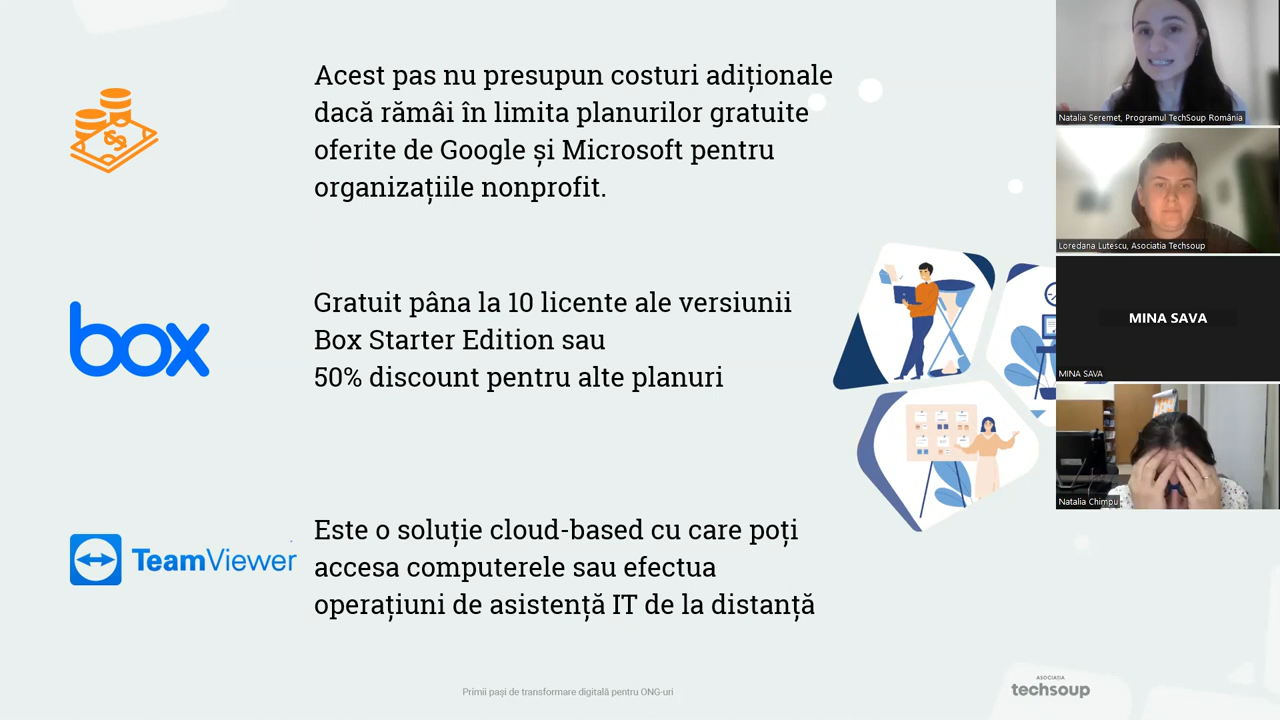 Acest pas nu presupun costuri adiționale
dacă rămâi în limita planurilor gratuite
oferite de Google și Microsoft pentru
organizațiile nonprofit.
box
Gratuit pâna la 10 licente ale versiunii
Box Starter Edition sau
50% discount pentru alte planuri
TeamViewer
Este o soluție cloud-based cu care poți
accesa computerele sau efectua
operațiuni de asistență IT de la distanță
Primii pași de transformare digitală pentru ONG-uri
ASOCIAȚIA
techsoup
Natalia Șeremet, Programul TechSoup România
Loredana Lutescu, Asociatia Techsoup
MINA SAVA
MINA SAVA
Natalia Chimpu